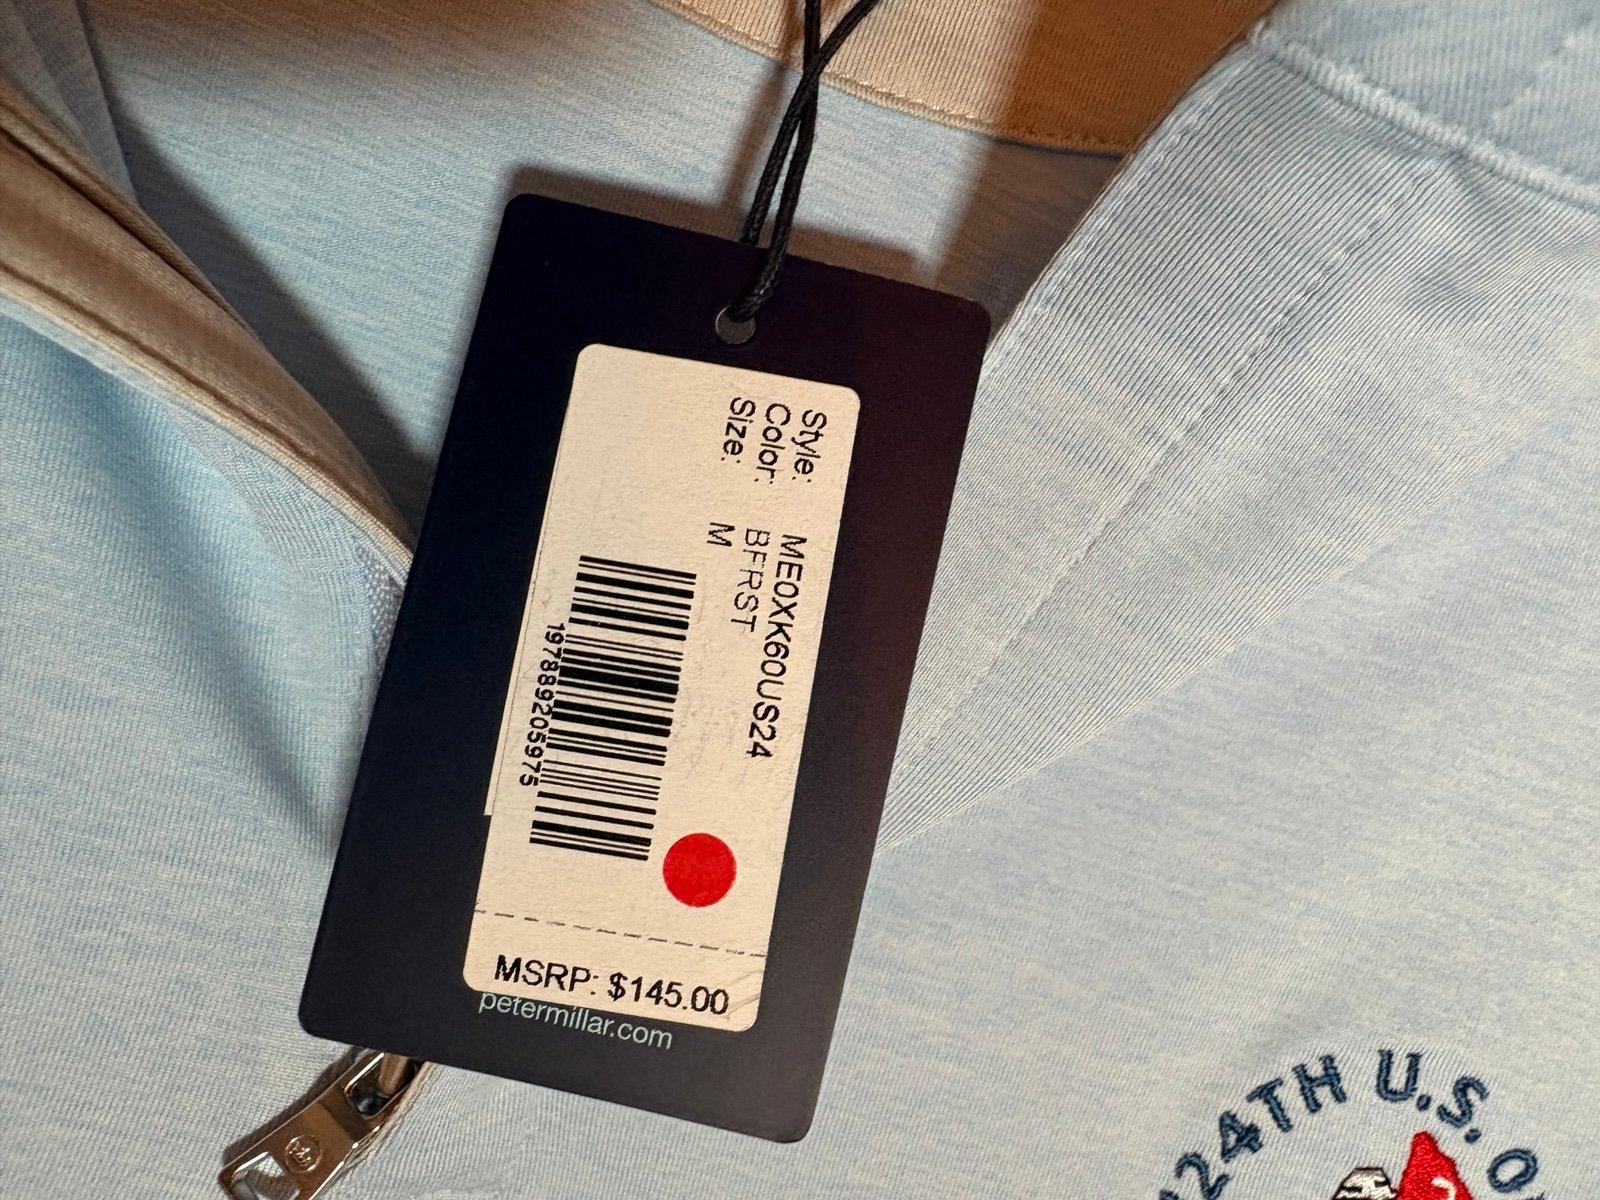 Style: ME0XK60US24
Color: BFRST
Size: M
197889205975
MSRP: $145.00
petermillar.com
124TH U.S. O